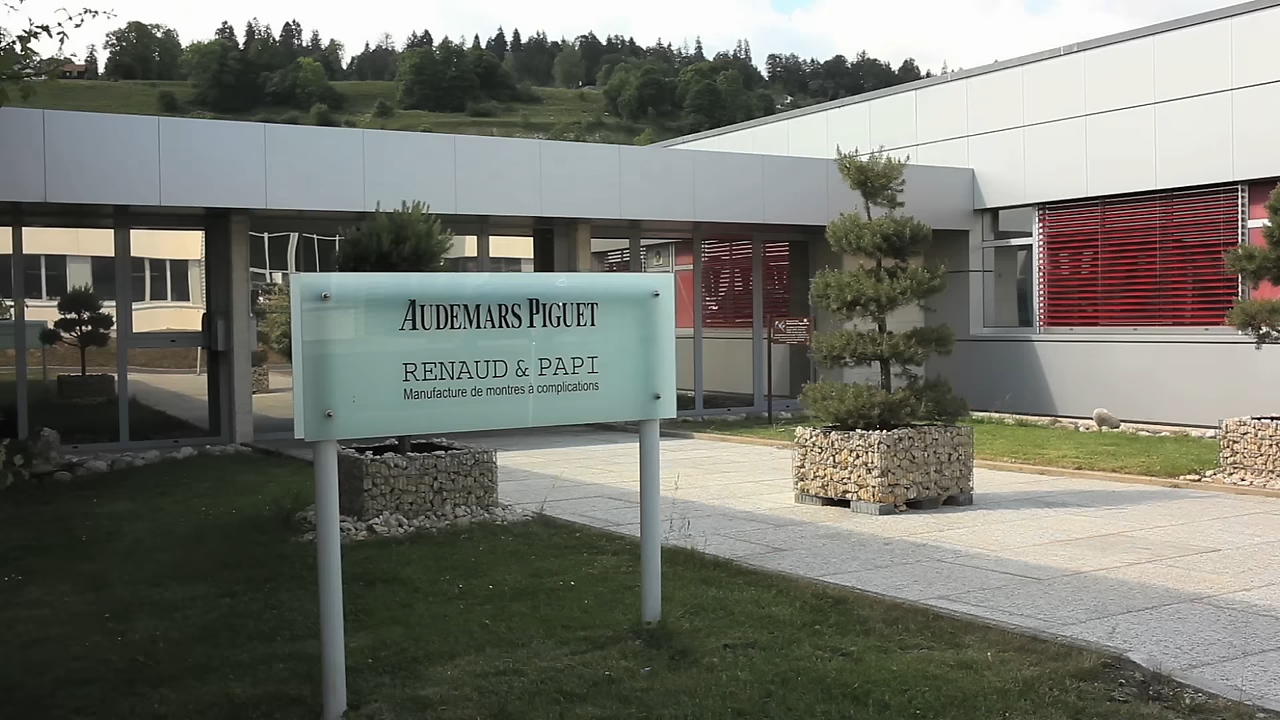 AUDEMARS PIGUET
RENAUD & PAPI
Manufacture de montres à complications